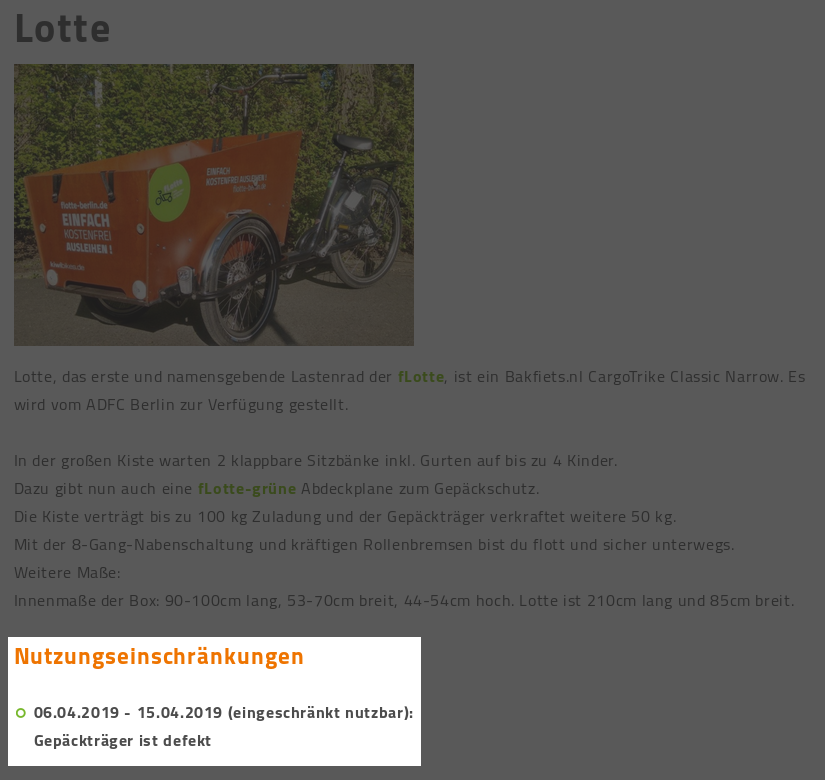 Lotte
flotte-berlin.de
EINFACH
KOSTENFREI
AUSLEIHEN!
EINFACH
KOSTENFREI AUSLEIHEN!
Lotte, das erste und namensgebende Lastenrad der fLotte, ist ein Bakfiets.nl CargoTrike Classic Narrow. Es
wird vom ADFC Berlin zur Verfügung gestellt.
In der großen Kiste warten 2 klappbare Sitzbänke inkl. Gurten auf bis zu 4 Kinder.
Dazu gibt nun auch eine fLotte-grüne Abdeckplane zum Gepäckschutz.
Die Kiste verträgt bis zu 100 kg Zuladung und der Gepäckträger verkraftet weitere 50 kg.
Mit der 8-Gang-Nabenschaltung und kräftigen Rollenbremsen bist du flott und sicher unterwegs.
Weitere Maße:
Innenmaße der Box: 90-100cm lang, 53-70cm breit, 44-54cm hoch. Lotte ist 210cm lang und 85cm breit.
Nutzungseinschränkungen
06.04.2019 - 15.04.2019 (eingeschränkt nutzbar):
Gepäckträger ist defekt